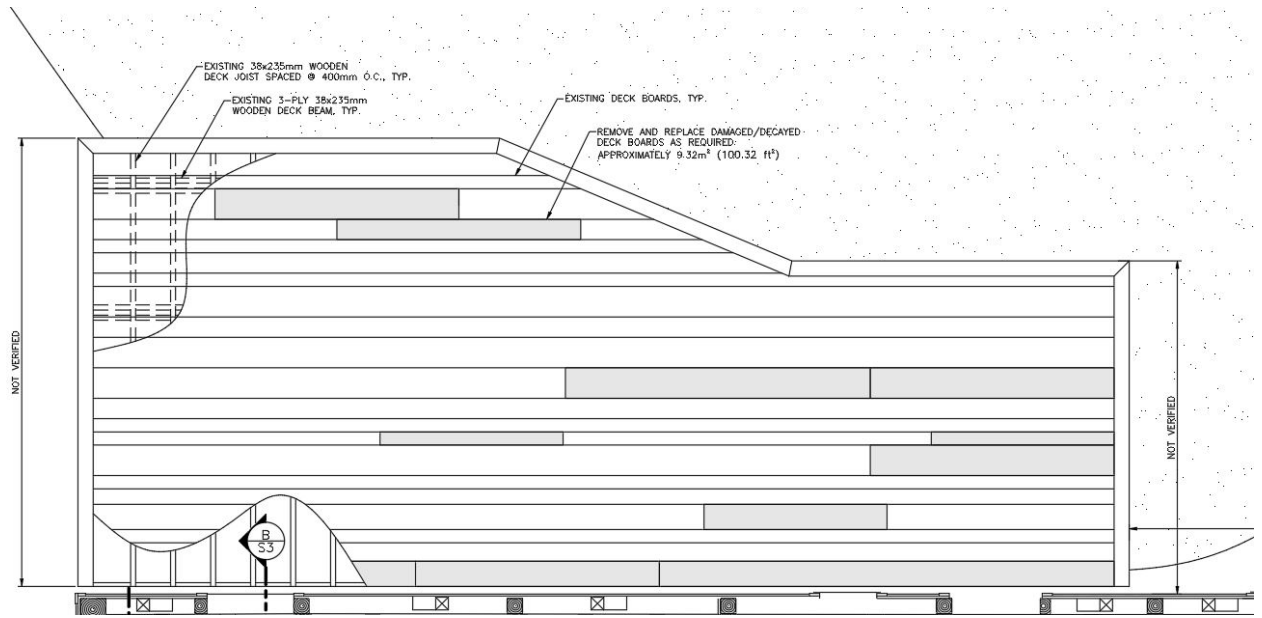 EXISTING 38x235mm WOODEN
DECK JOIST SPACED @ 400mm O.C., TYP.
EXISTING 3-PLY 38x235mm
WOODEN DECK BEAM, TYP.
EXISTING DECK BOARDS, TYP.
REMOVE AND REPLACE DAMAGED/DECAYED
DECK BOARDS AS REQUIRED.
APPROXIMATELY 9.32m² (100.32 ft²)
NOT VERIFIED
NOT VERIFIED
B
S3